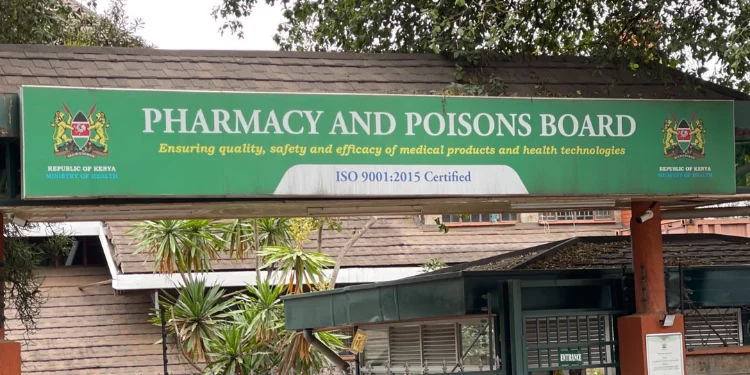 PHARMACY AND POISONS BOARD
Ensuring quality, safety and efficacy of medical products and health technologies
ISO 9001:2015 Certified
REPUBLIC OF KENYA
MINISTRY OF HEALTH
REPUBLIC OF KENYA
MINISTRY OF HEALTH
ENTRANCE